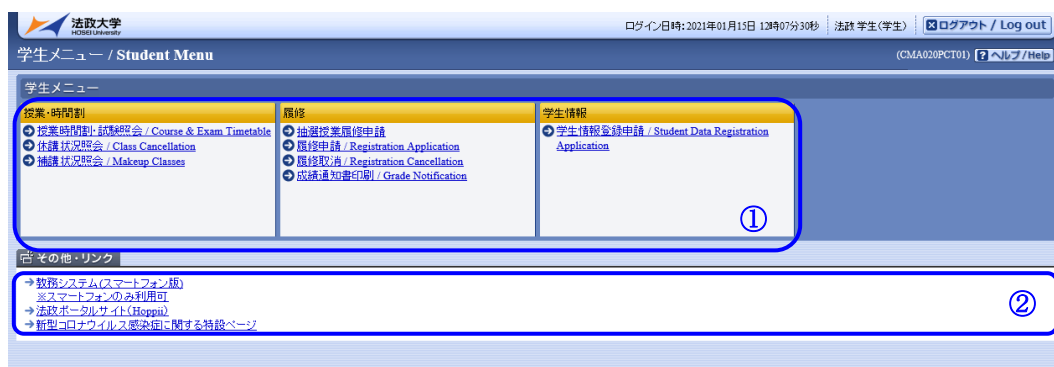 法政大学
HOSEI University
ログイン日時:2021年01月15日 12時07分30秒
法政 学生(学生)
ログアウト / Log out
学生メニュー / Student Menu
(CMA020PCT01)
? ヘルプ/Help
学生メニュー
授業・時間割
授業時間割・試験照会 / Course & Exam Timetable
休講状況照会 / Class Cancellation
補講状況照会 / Makeup Classes
履修
抽選授業履修申請
履修申請 / Registration Application
履修取消 / Registration Cancellation
成績通知書印刷 / Grade Notification
学生情報
学生情報登録申請 / Student Data Registration
Application
①
その他・リンク
教務システム(スマートフォン版)
※スマートフォンのみ利用可
法政ポータルサイト(Hoppii)
新型コロナウイルス感染症に関する特設ページ
②